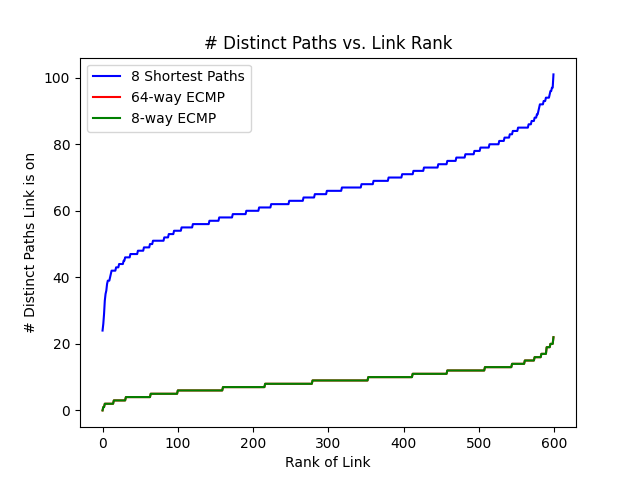 # Distinct Paths vs. Link Rank
8 Shortest Paths
64-way ECMP
8-way ECMP
# Distinct Paths Link is on
100
80
60
40
20
0
0 100 200 300 400 500 600
Rank of Link